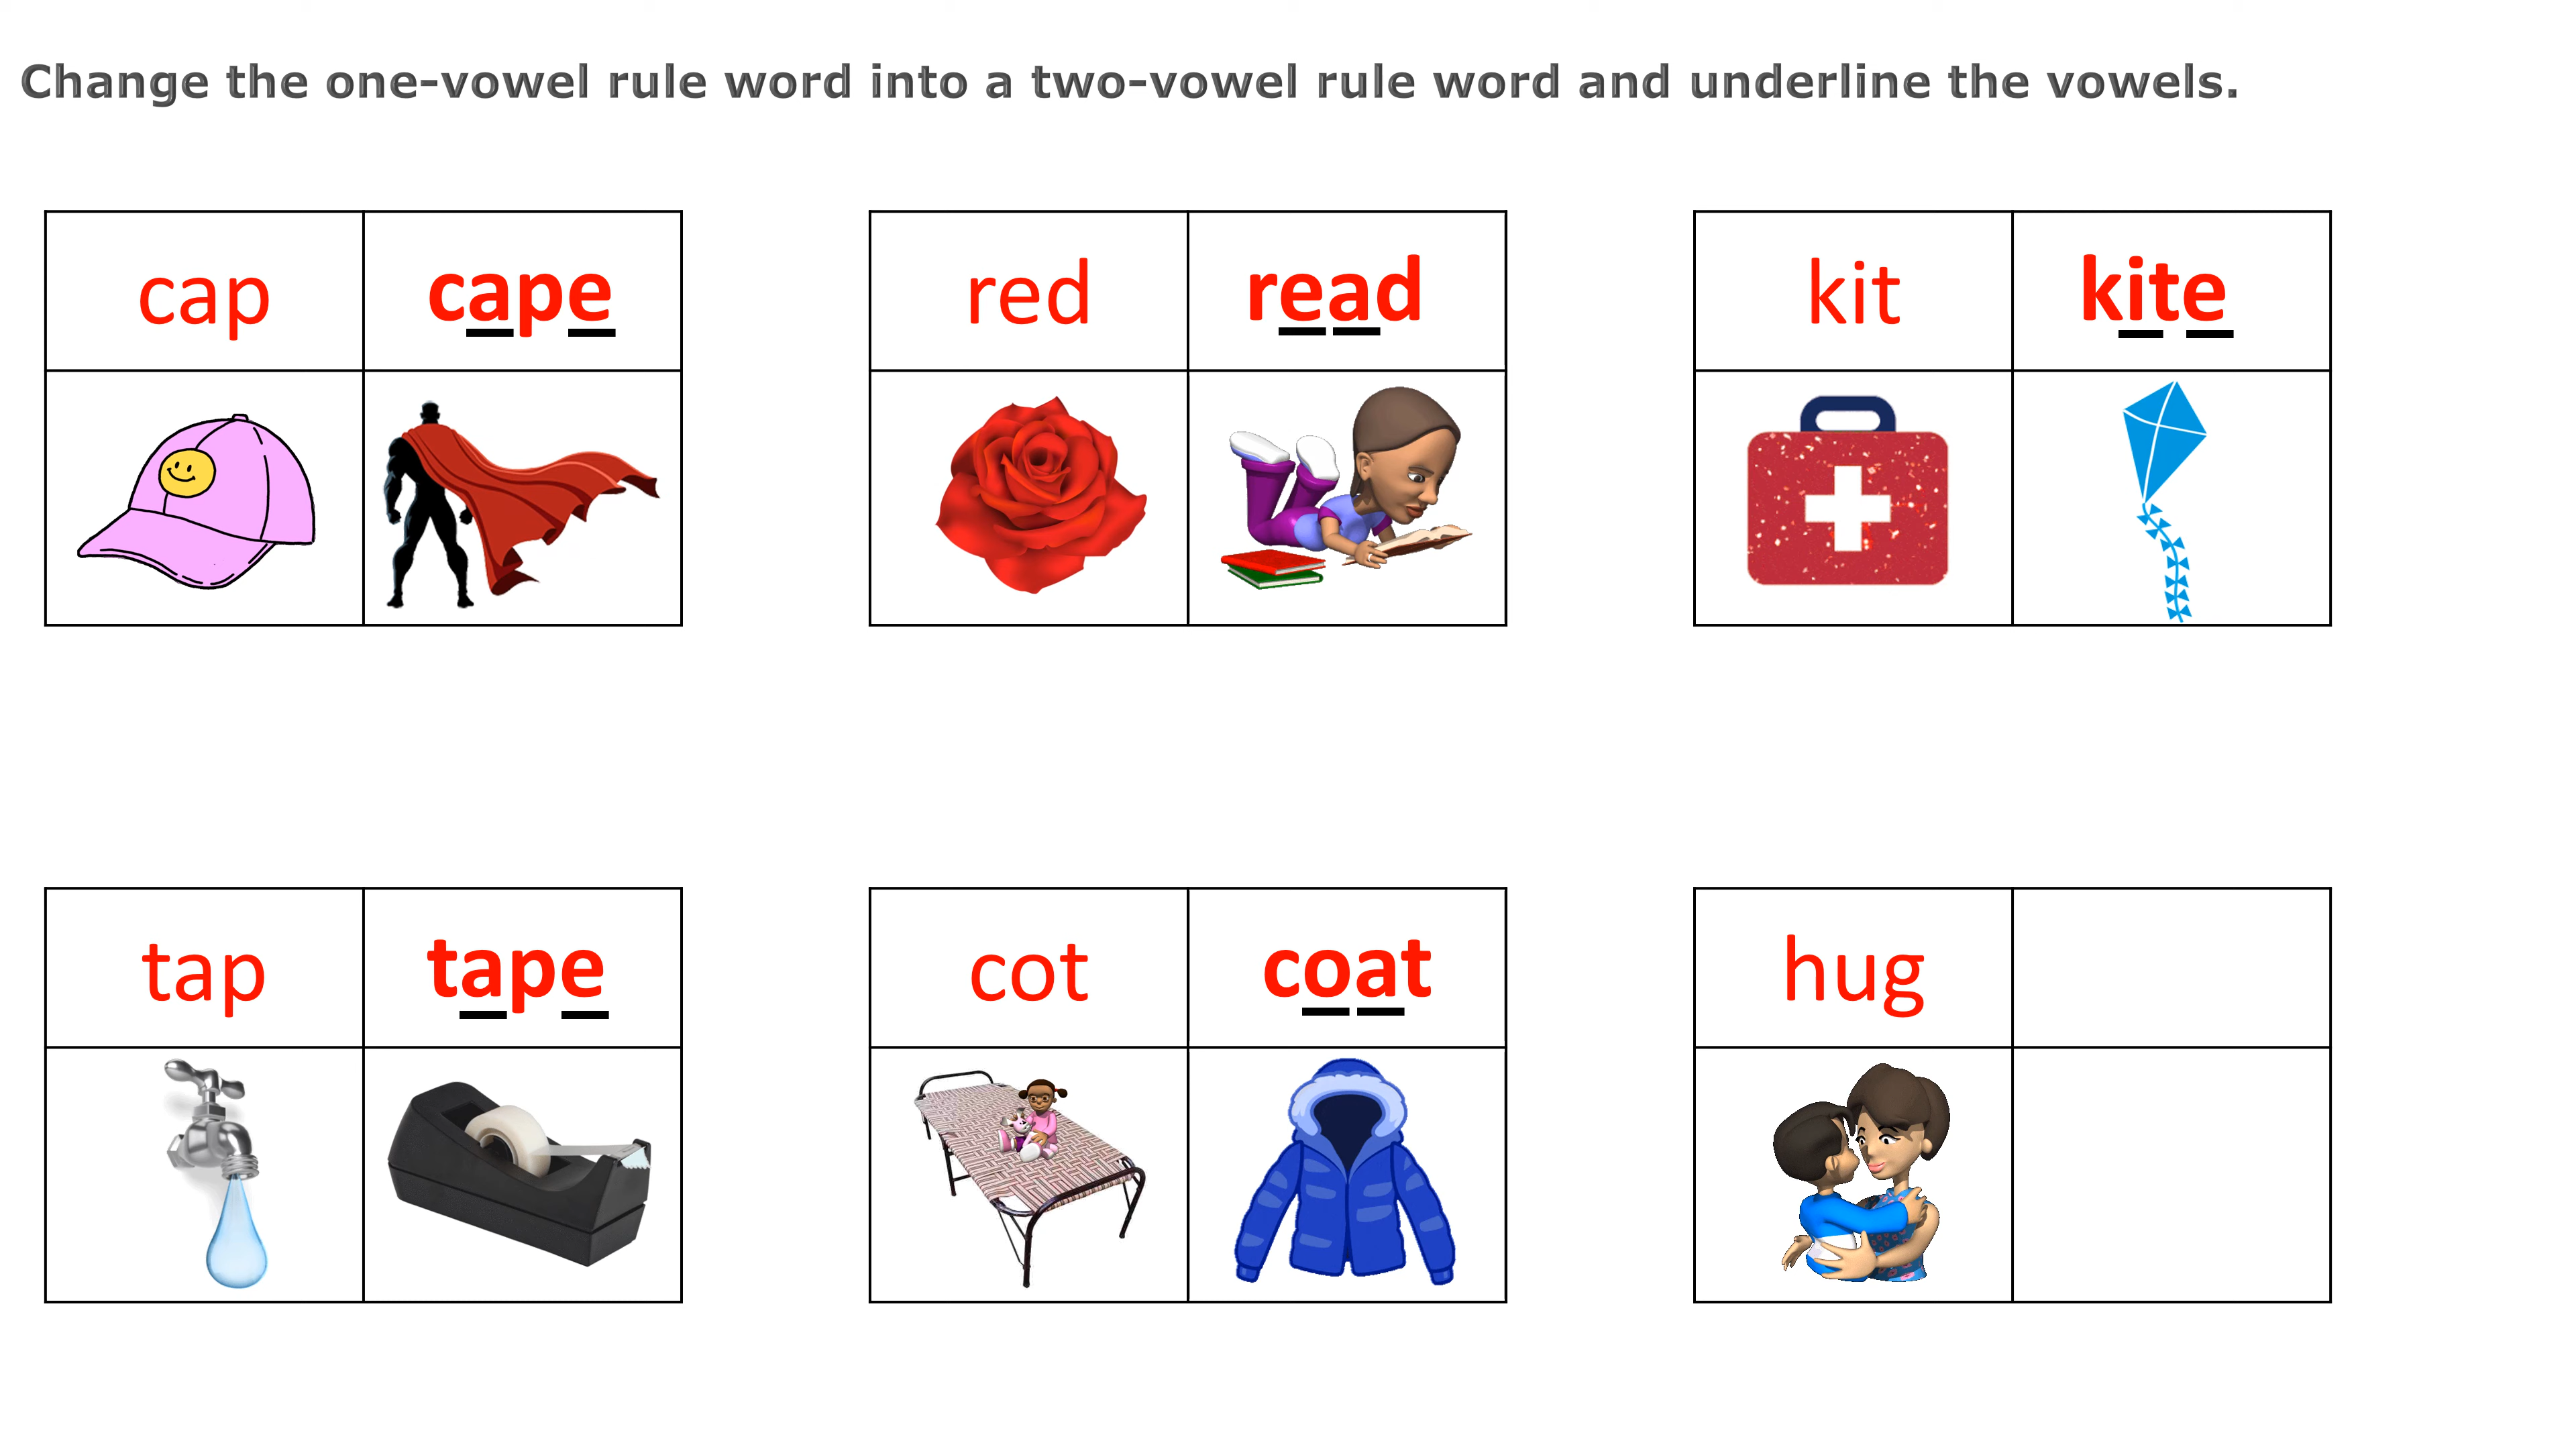 Change the one-vowel rule word into a two-vowel rule word and underline the vowels.
cap cape
red read
kit kite
tap tape
cot coat
hug